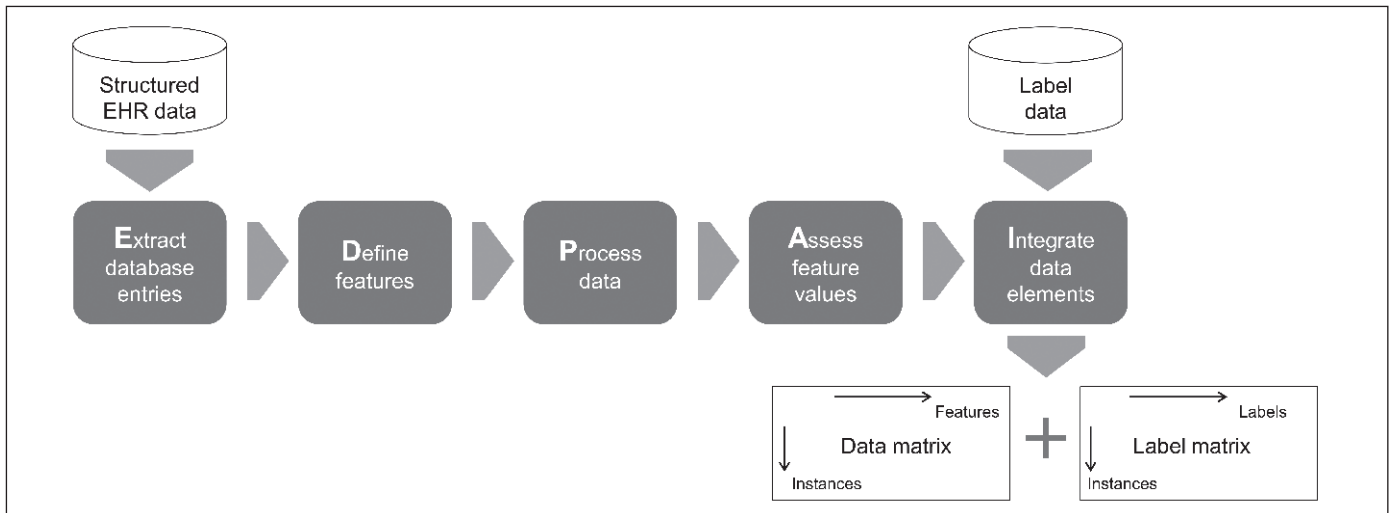 Structured
EHR data
Label
data
Extract
database
entries
Define
features
Process
data
Assess
feature
values
Integrate
data
elements
Features
Data matrix
Instances
+
Labels
Label matrix
Instances